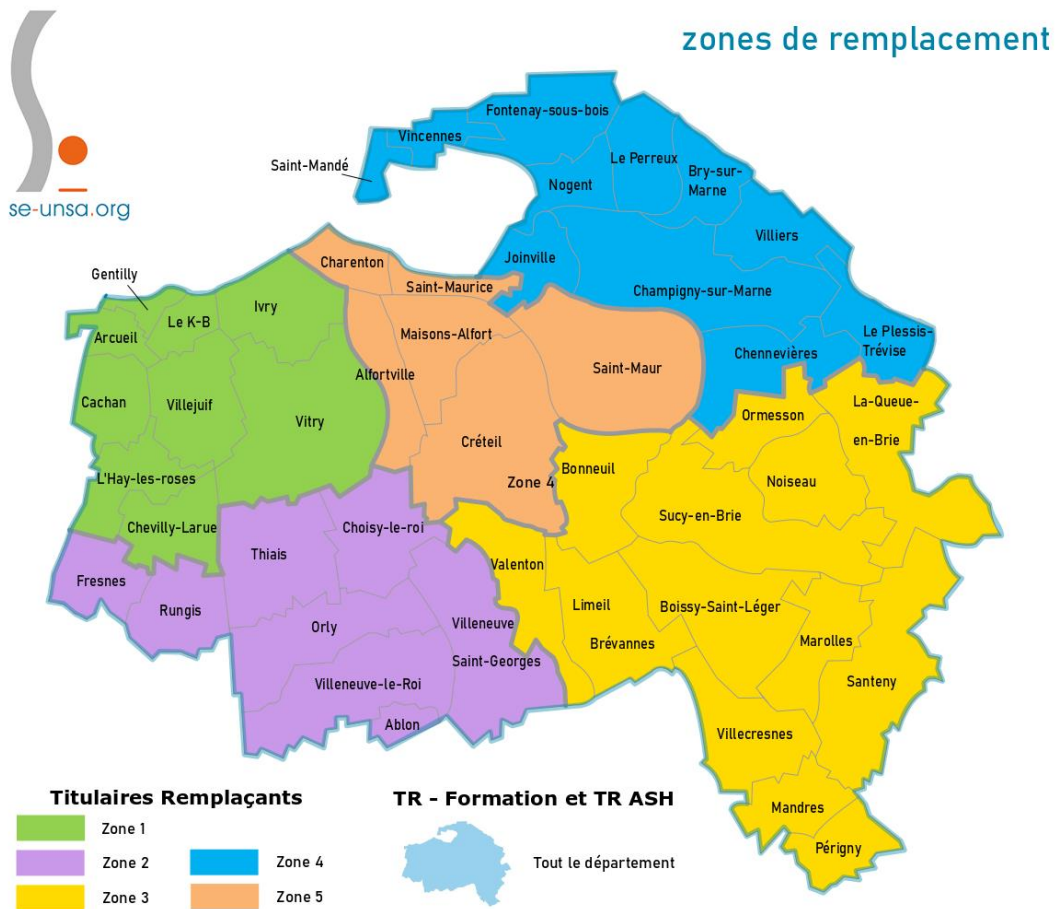 zones de remplacement
se-unsa.org
Fontenay-sous-bois
Vincennes
Saint-Mandé
Le Perreux
Bry-sur-
Marne
Nogent
Villiers
Joinville
Champigny-sur-Marne
Le Plessis-
Trévise
Chennevières
Charenton
Saint-Maurice
Maisons-Alfort
Alfortville
Saint-Maur
Créteil
Zone 4
Gentilly
Ivry
Le K-B
Arcueil
Cachan
Villejuif
Vitry
L'Hay-les-roses
Chevilly-Larue
Fresnes
Rungis
Thiais
Choisy-le-roi
Orly
Villeneuve
Saint-Georges
Villeneuve-le-Roi
Ablon
Ormesson
La-Queue-
en-Brie
Bonneuil
Noiseau
Sucy-en-Brie
Valenton
Limeil
Brévannes
Boissy-Saint-Léger
Marolles
Santeny
Villecresnes
Mandres
Périgny
Titulaires Remplaçants
Zone 1
Zone 2
Zone 3
Zone 4
Zone 5
TR - Formation et TR ASH
Tout le département